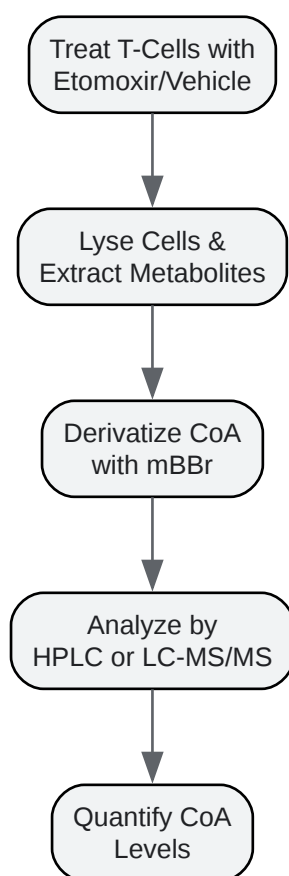 Treat T-Cells with
Etomoxir/Vehicle
Lyse Cells &
Extract Metabolites
Derivatize CoA
with mBBr
Analyze by
HPLC or LC-MS/MS
Quantify CoA
Levels